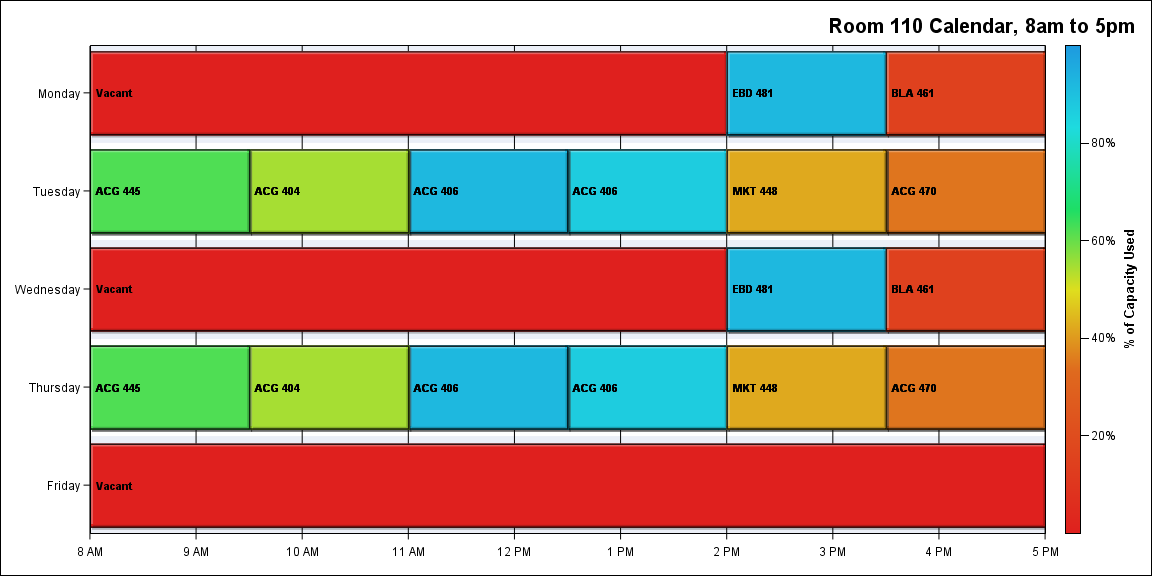 Room 110 Calendar, 8am to 5pm
Monday
Vacant
EBD 481
BLA 461
Tuesday
ACG 445
ACG 404
ACG 406
ACG 406
MKT 448
ACG 470
Wednesday
Vacant
EBD 481
BLA 461
Thursday
ACG 445
ACG 404
ACG 406
ACG 406
MKT 448
ACG 470
Friday
Vacant
8 AM
9 AM
10 AM
11 AM
12 PM
1 PM
2 PM
3 PM
4 PM
5 PM
80%
60%
40%
20%
% of Capacity Used